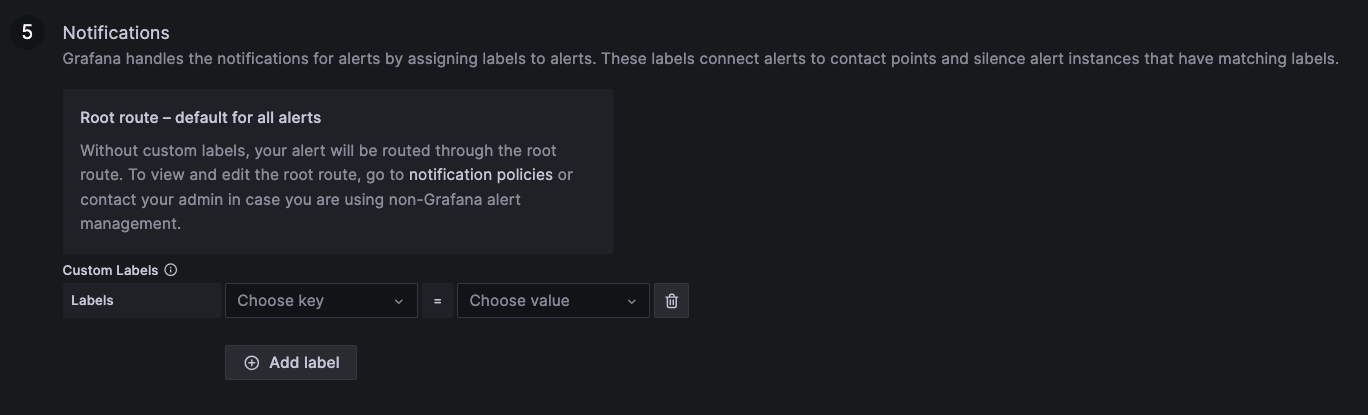 5
Notifications
Grafana handles the notifications for alerts by assigning labels to alerts. These labels connect alerts to contact points and silence alert instances that have matching labels.
Root route – default for all alerts
Without custom labels, your alert will be routed through the root
route. To view and edit the root route, go to notification policies or
contact your admin in case you are using non-Grafana alert
management.
Custom Labels
Labels Choose key = Choose value
Add label